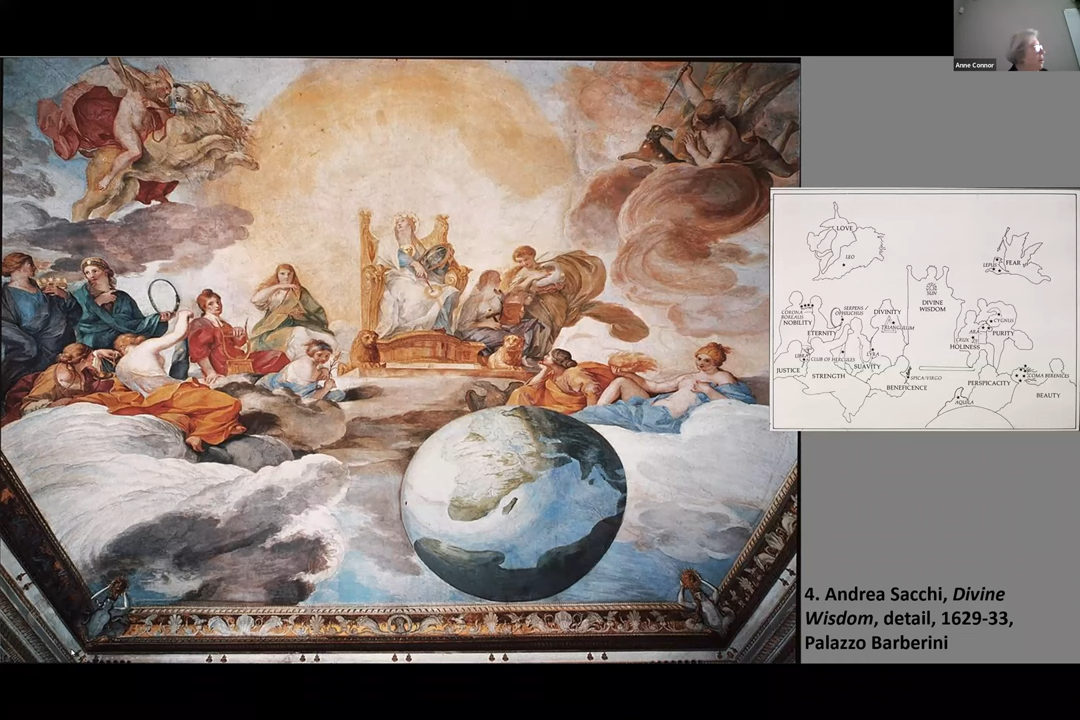 Anne Connor
LOVE
LEO
LEPUS
FEAR
SUN
DIVINE
WISDOM
CORONA
BOREALIS
NOBILITY
SERPENS
OPHIUCHUS
DIVINITY
ETERNITY
TRIANGULUM
CYGNUS
ARA
CRUX
PURITY
HOLINESS
LIBRA
CLUB OF HERCULES
LYRA
SUAVITY
JUSTICE
STRENGTH
SPICA/VIRGO
BENEFICENCE
PERSPICACITY
COMA BERENICES
BEAUTY
AQUILA
4. Andrea Sacchi, Divine
Wisdom, detail, 1629-33,
Palazzo Barberini